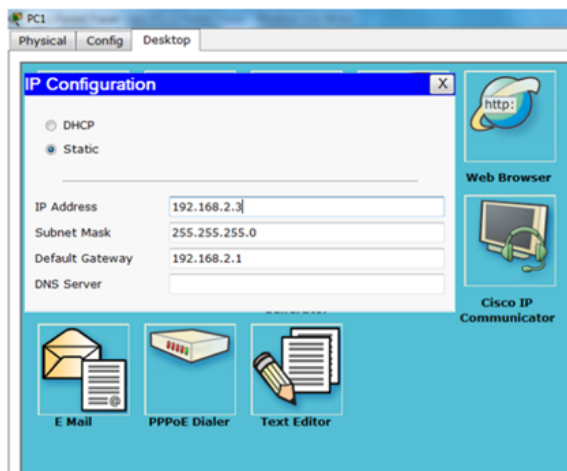 PC1
Physical Config Desktop
IP Configuration X
DHCP
Static
http:
Web Browser
IP Address 192.168.2.3
Subnet Mask 255.255.255.0
Default Gateway 192.168.2.1
DNS Server
Cisco IP
Communicator
E Mail PPPoE Dialer Text Editor